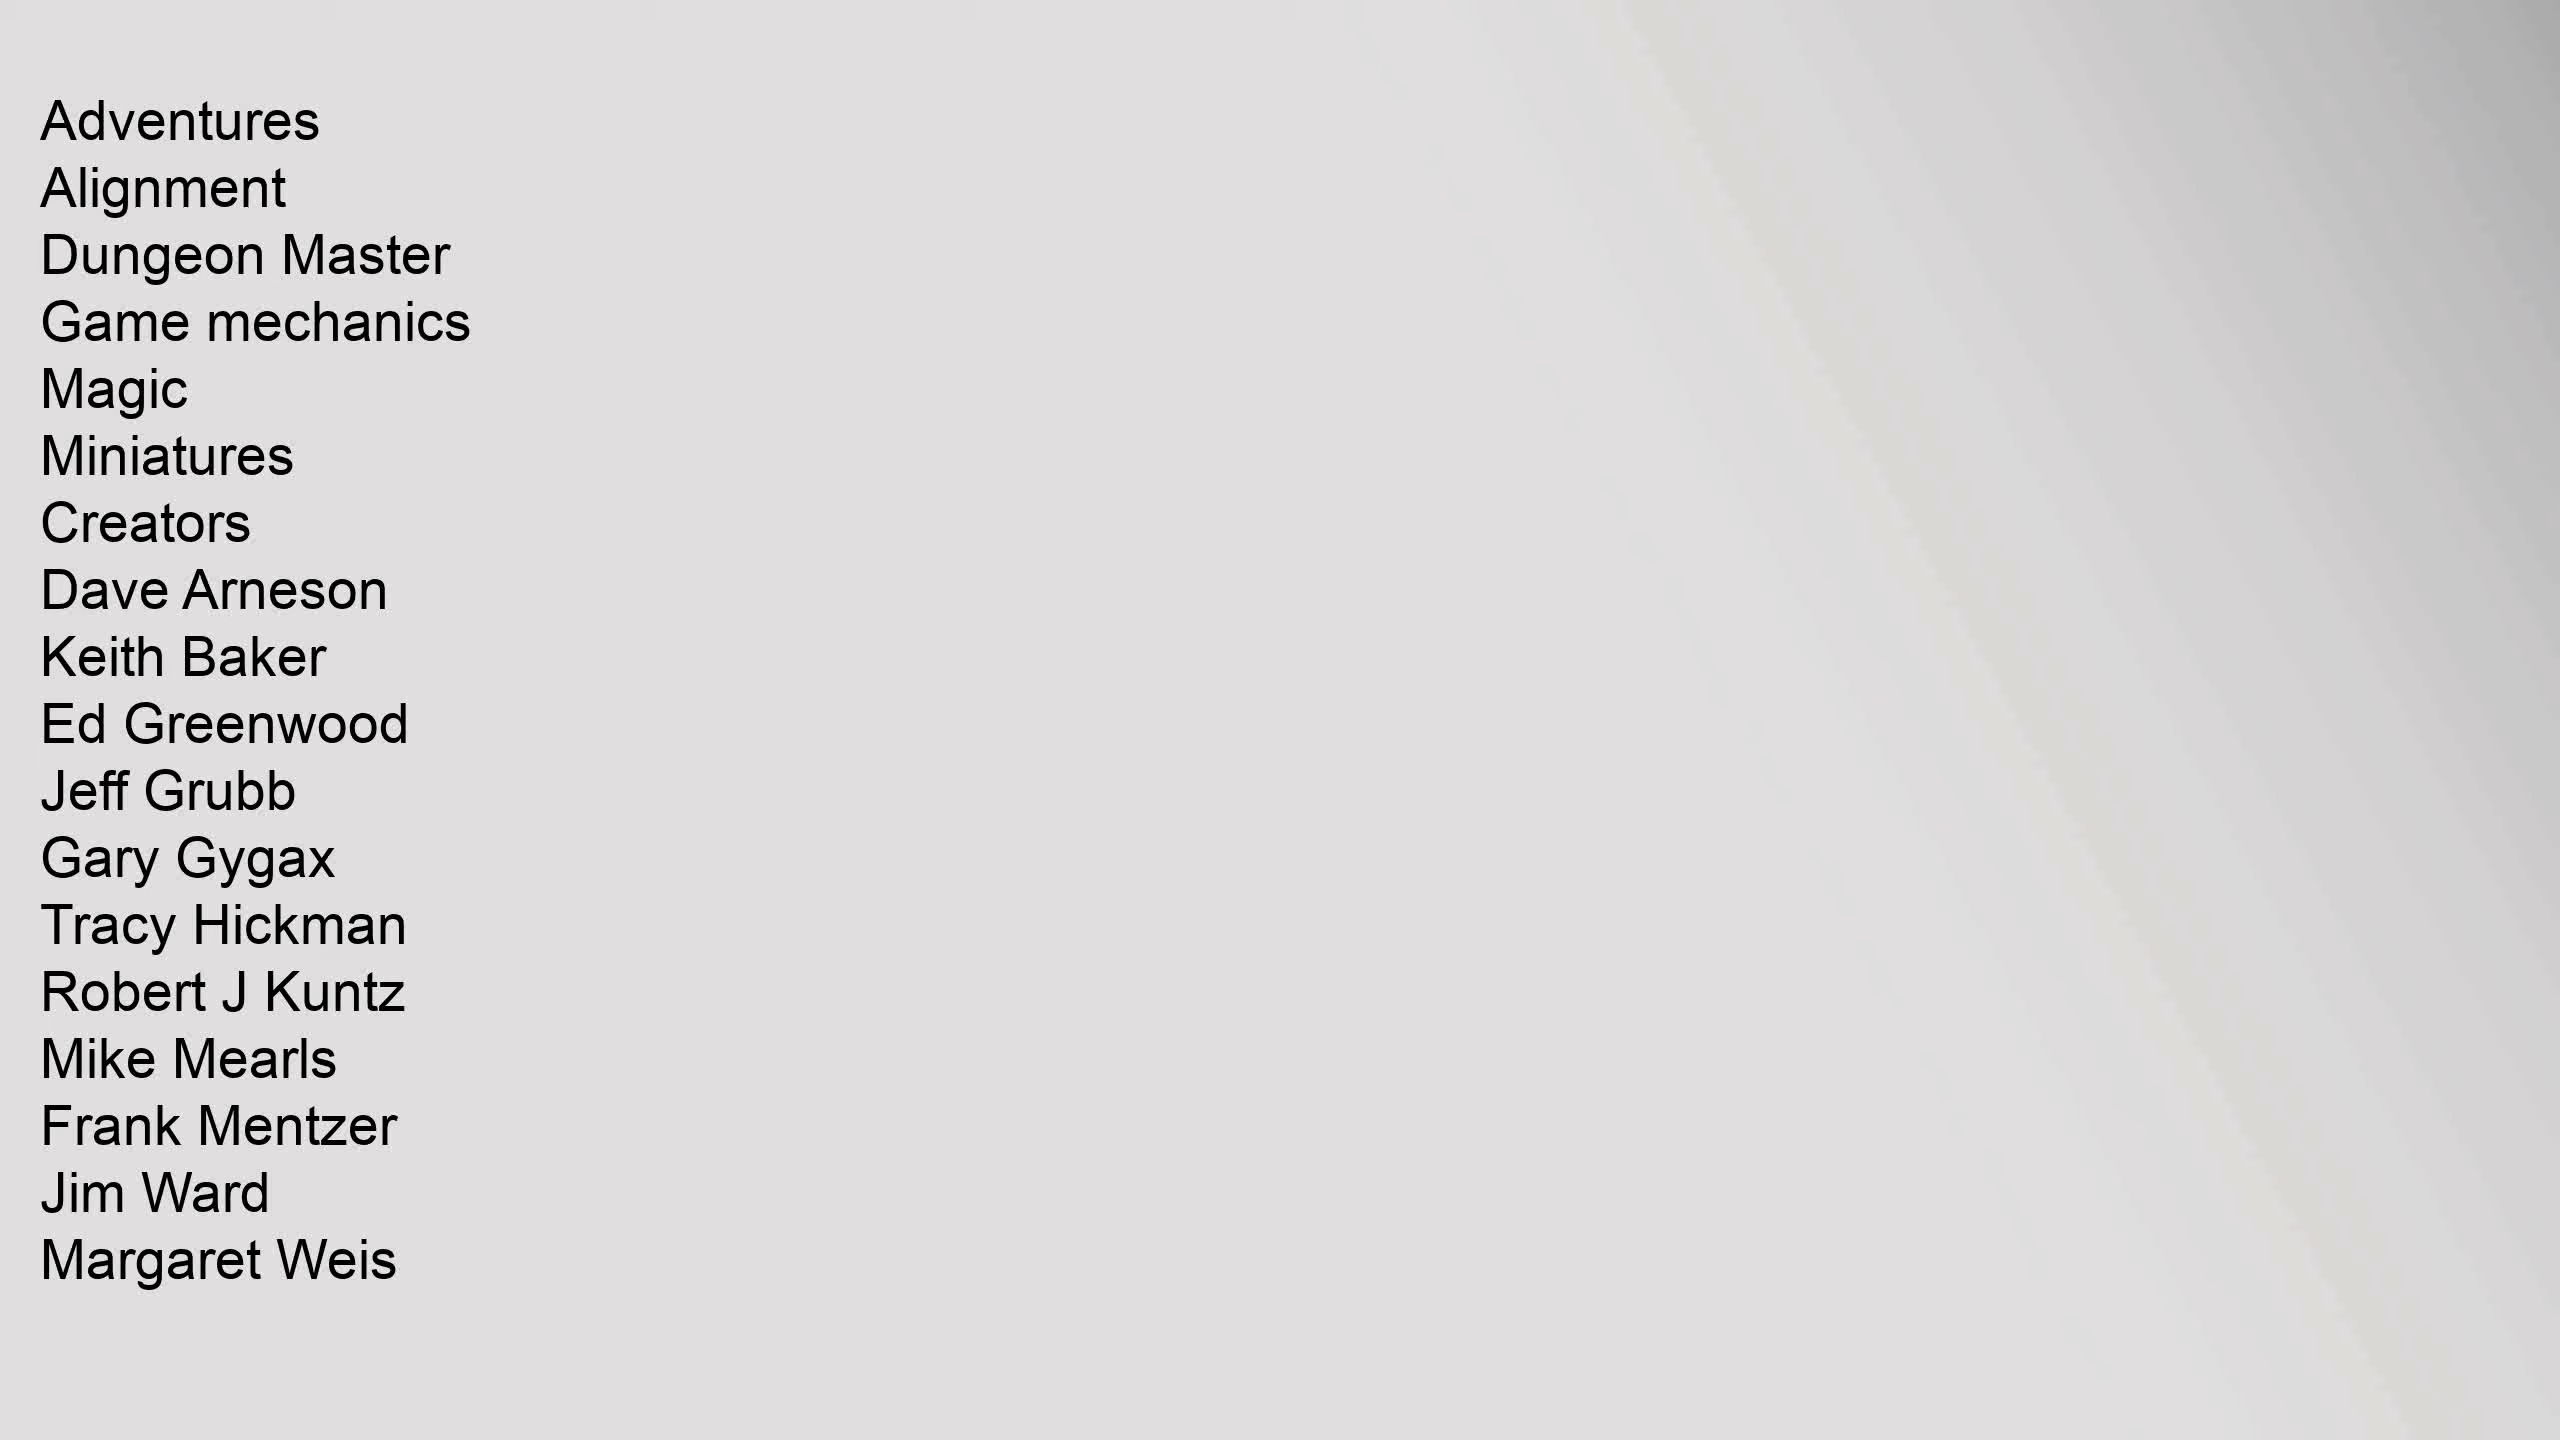 Adventures
Alignment
Dungeon Master
Game mechanics
Magic
Miniatures
Creators
Dave Arneson
Keith Baker
Ed Greenwood
Jeff Grubb
Gary Gygax
Tracy Hickman
Robert J Kuntz
Mike Mearls
Frank Mentzer
Jim Ward
Margaret Weis